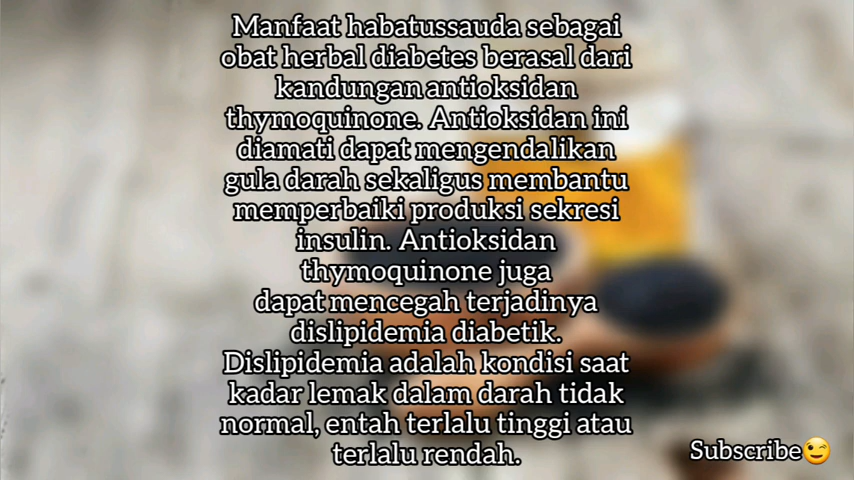 Manfaat habatussauda sebagai
obat herbal diabetes berasal dari
kandungan antioksidan
thymoquinone. Antioksidan ini
diamati dapat mengendalikan
gula darah sekaligus membantu
memperbaiki produksi sekresi
insulin. Antioksidan
thymoquinone juga
dapat mencegah terjadinya
dislipidemia diabetik.
Dislipidemia adalah kondisi saat
kadar lemak dalam darah tidak
normal, entah terlalu tinggi atau
terlalu rendah.
Subscribe😉